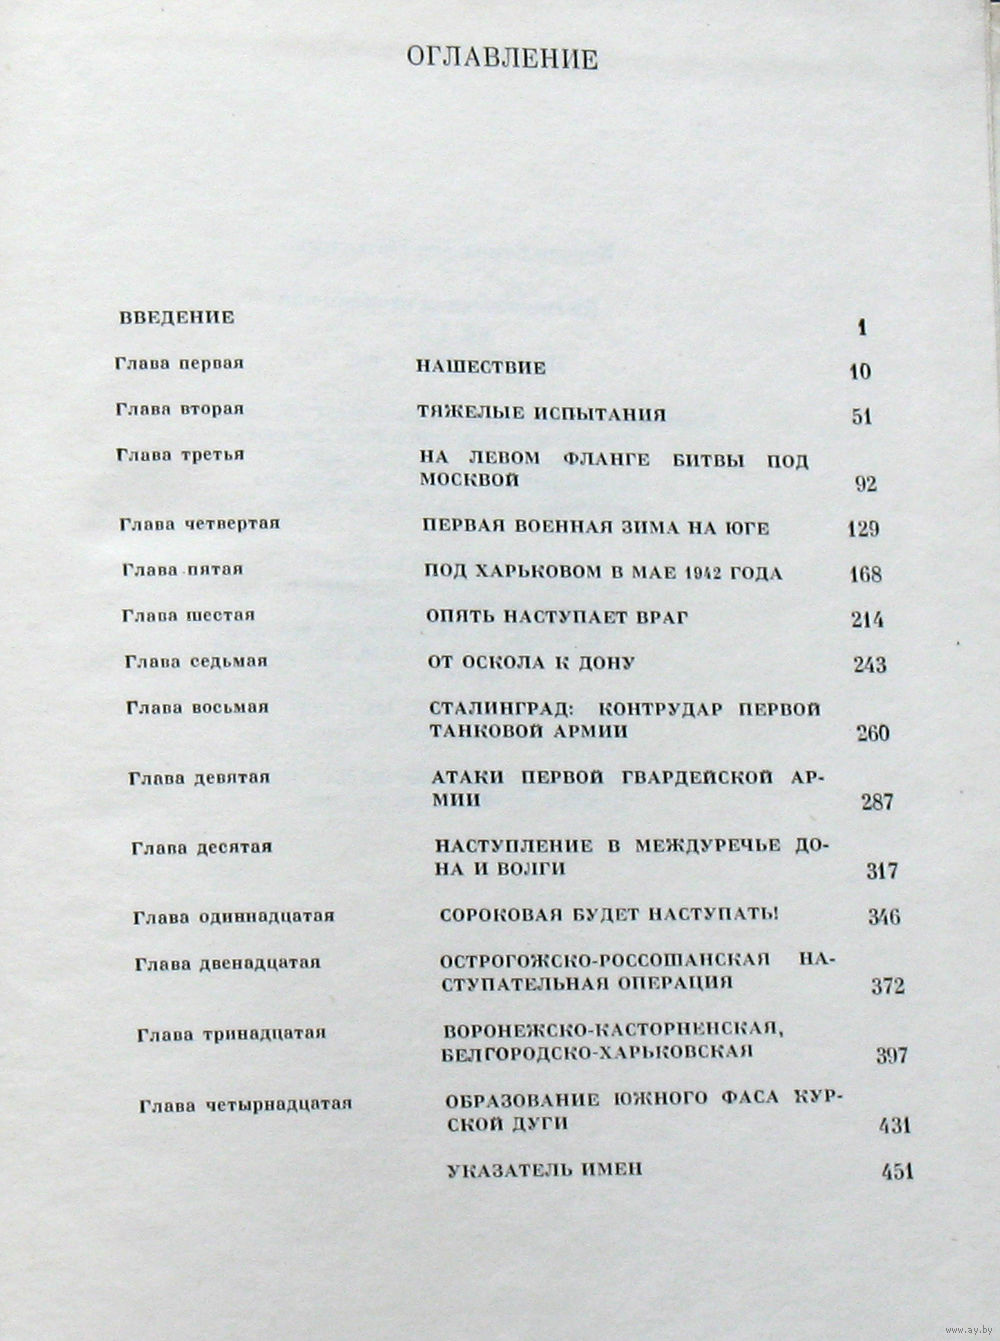 ОГЛАВЛЕНИЕ
ВВЕДЕНИЕ 1
Глава первая НАШЕСТВИЕ 10
Глава вторая ТЯЖЕЛЫЕ ИСПЫТАНИЯ 51
Глава третья НА ЛЕВОМ ФЛАНГЕ БИТВЫ ПОД
МОСКВОЙ 92
Глава четвертая ПЕРВАЯ ВОЕННАЯ ЗИМА НА ЮГЕ 129
Глава пятая ПОД ХАРЬКОВОМ В МАЕ 1942 ГОДА 168
Глава шестая ОПЯТЬ НАСТУПАЕТ ВРАГ 214
Глава седьмая ОТ ОСКОЛА К ДОНУ 243
Глава восьмая СТАЛИНГРАД: КОНТРУДАР ПЕРВОЙ
ТАНКОВОЙ АРМИИ 260
Глава девятая АТАКИ ПЕРВОЙ ГВАРДЕЙСКОЙ АР-
МИИ 287
Глава десятая НАСТУПЛЕНИЕ В МЕЖДУРЕЧЬЕ ДО-
НА И ВОЛГИ 317
Глава одиннадцатая СОРОКОВАЯ БУДЕТ НАСТУПАТЬ! 346
Глава двенадцатая ОСТРОГОЖСКО-РОССОШАНСКАЯ НА-
СТУПАТЕЛЬНАЯ ОПЕРАЦИЯ 372
Глава тринадцатая ВОРОНЕЖСКО-КАСТОРНЕНСКАЯ,
БЕЛГОРОДСКО-ХАРЬКОВСКАЯ 397
Глава четырнадцатая ОБРАЗОВАНИЕ ЮЖНОГО ФАСА КУР-
СКОЙ ДУГИ 431
УКАЗАТЕЛЬ ИМЕН 451
www.ay.by